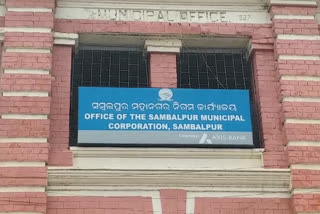 MUNICIPAL OFFICE
ସମ୍ବଲପୁର ମହାନଗର ନିଗମ କାର୍ଯ୍ୟାଳୟ
OFFICE OF THE SAMBALPUR MUNICIPAL
CORPORATION, SAMBALPUR
AXIS BANK